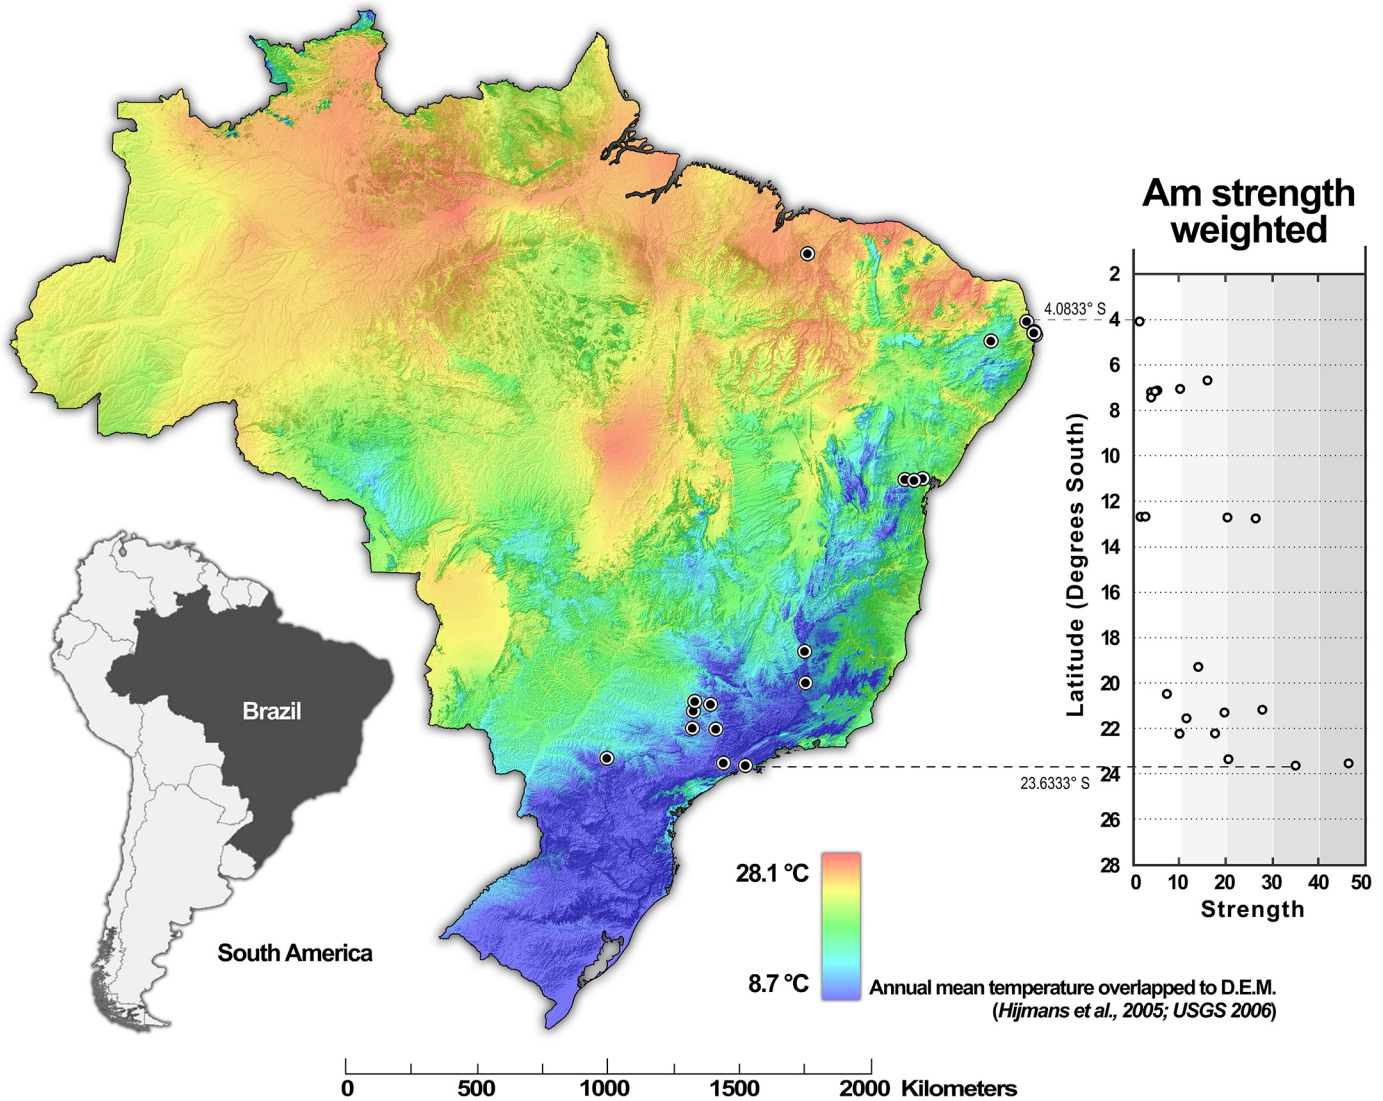 Am strength
weighted
2
4.0833° S
4
6
8
10
12
14
16
18
20
22
24
26
28
Latitude (Degrees South)
23.6333° S
0 10 20 30 40 50
Strength
Brazil
South America
28.1 °C
8.7 °C
Annual mean temperature overlapped to D.E.M.
(Hijmans et al., 2005; USGS 2006)
0 500 1000 1500 2000 Kilometers